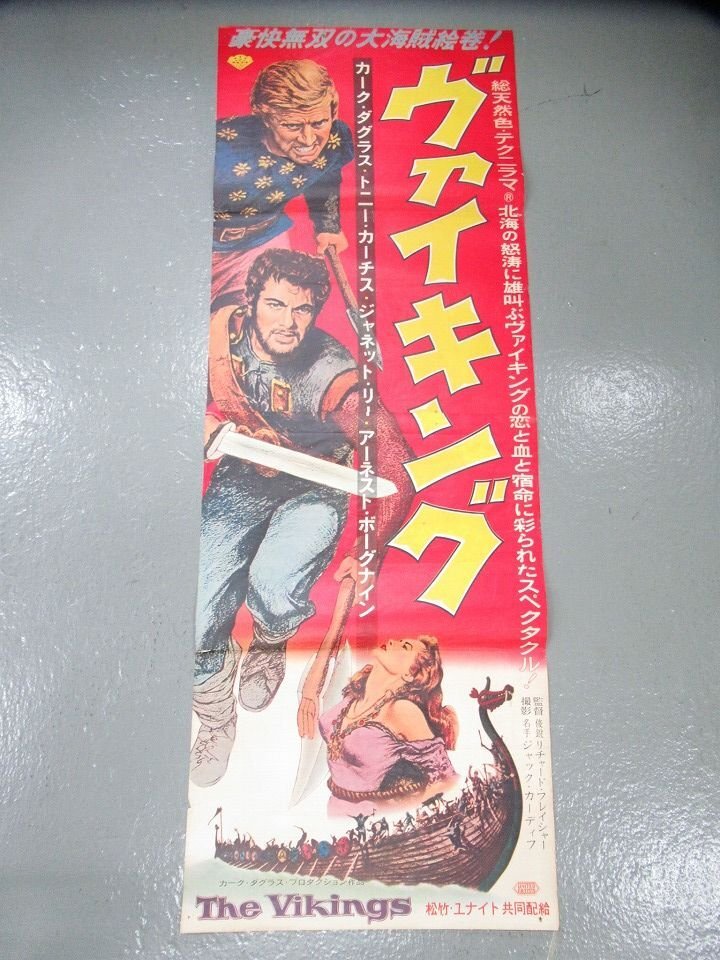 豪快無双の大海賊絵巻!
総天然色・テクニラマ® 北海の怒涛に雄叫ぶヴァイキングの恋と血と宿命に彩られたスペクタクル!
ヴァイキング
カーク・ダグラス・トニー・カーチス・ジャネット・リー・アーネスト・ボーグナイン
監督 俊鋭 リチャード・フレイシャー
撮影 名手 ジャック・カーディフ
カーク・ダグラス・プロダクション作品
The Vikings
松竹・ユナイト 共同配給